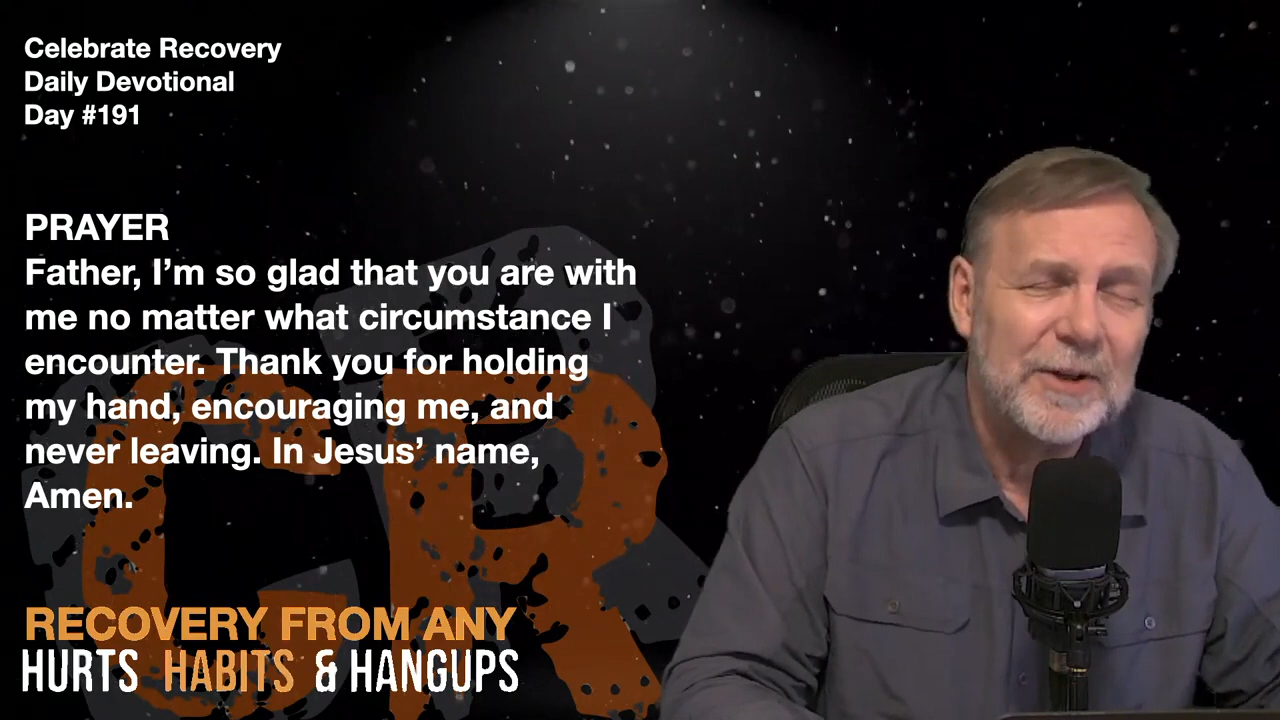 Celebrate Recovery
Daily Devotional
Day #191
PRAYER
Father, I’m so glad that you are with
me no matter what circumstance I
encounter. Thank you for holding
my hand, encouraging me, and
never leaving. In Jesus’ name,
Amen.
CR
RECOVERY FROM ANY
HURTS HABITS & HANGUPS